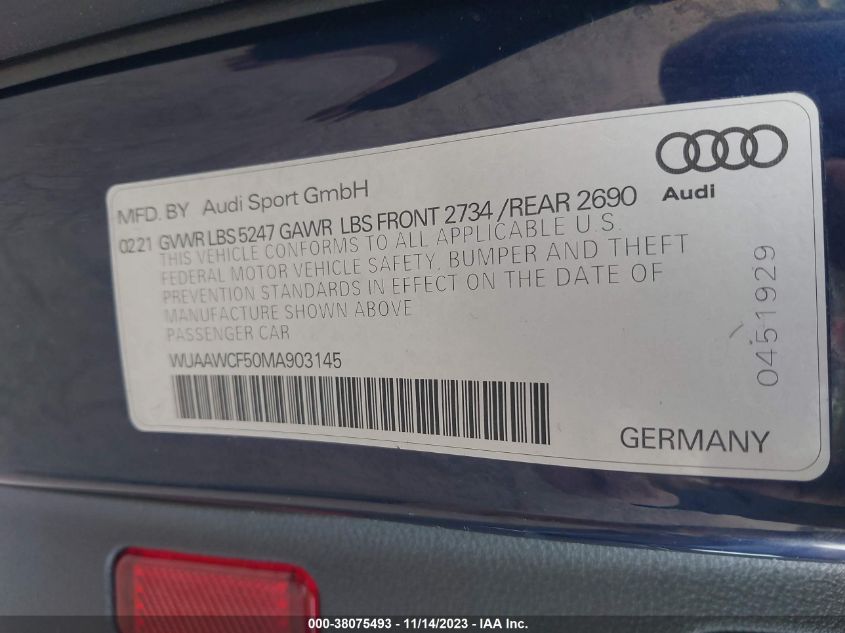 MFD. BY Audi Sport GmbH
Audi
02 21 GVWR LBS 5247 GAWR LBS FRONT 2734 /REAR 2690
THIS VEHICLE CONFORMS TO ALL APPLICABLE U.S.
FEDERAL MOTOR VEHICLE SAFETY, BUMPER AND THEFT
PREVENTION STANDARDS IN EFFECT ON THE DATE OF
MANUFACTURE SHOWN ABOVE
PASSENGER CAR
WUAAWCF50MA903145
0451929
GERMANY
000-38075493 - 11/14/2023 - IAA Inc.